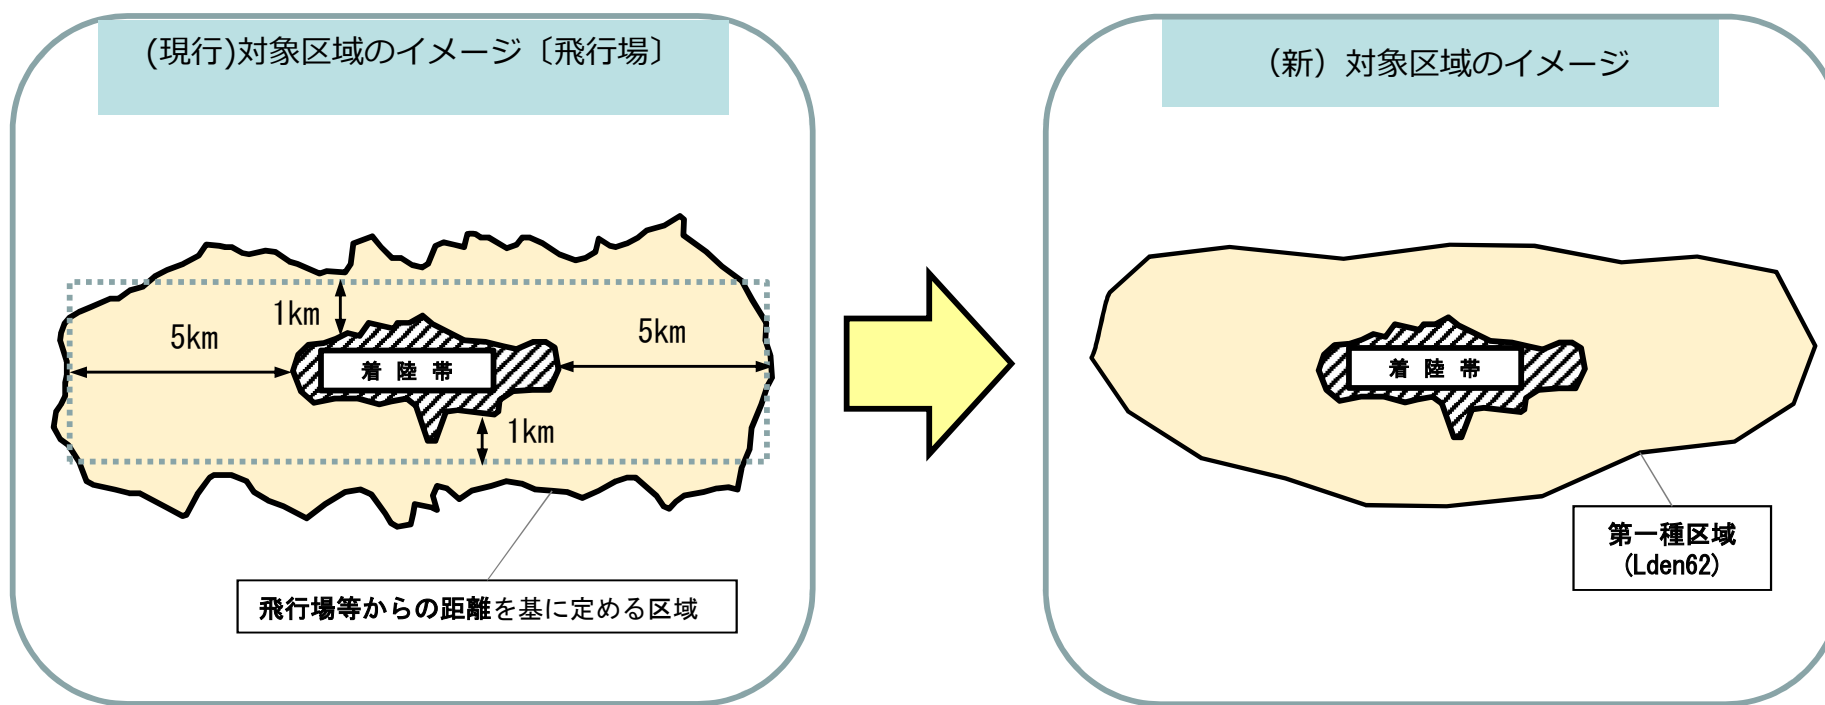 (現行)対象区域のイメージ〔飛行場〕
1km
5km
5km
着陸帯
1km
飛行場等からの距離を基に定める区域
（新）対象区域のイメージ
着陸帯
第一種区域
(Lden62)